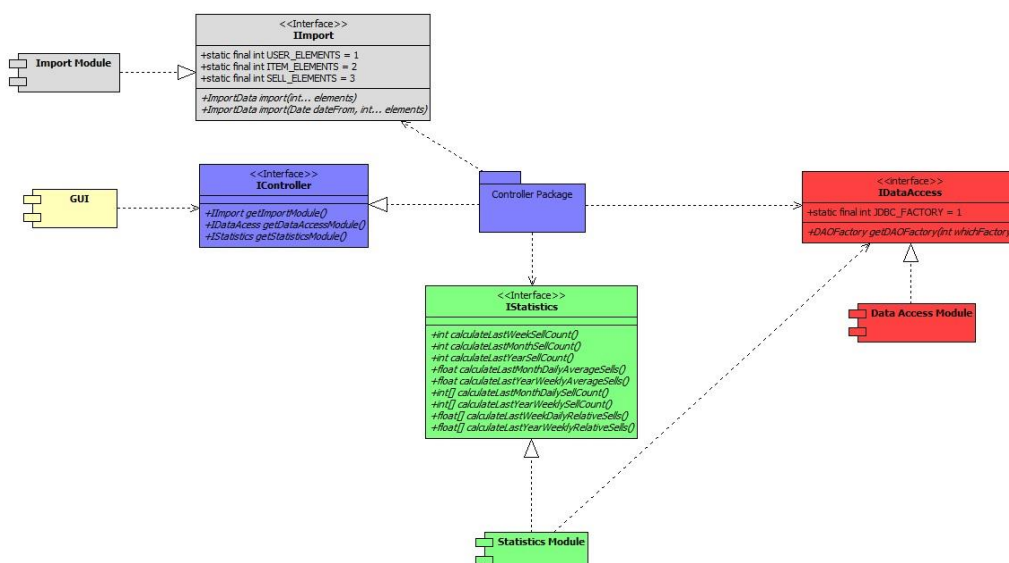 <<Interface>>
IImport
+static final int USER_ELEMENTS = 1
+static final int ITEM_ELEMENTS = 2
+static final int SELL_ELEMENTS = 3
+ImportData import(int... elements)
+ImportData import(Date dateFrom, int... elements)
Import Module
<<Interface>>
IController
+IImport getImportModule()
+IDataAcess getDataAccessModule()
+IStatistics getStatisticsModule()
GUI
Controller Package
<<interface>>
IDataAccess
+static final int JDBC_FACTORY = 1
+DAOFactory getDAOFactory(int whichFactory
Data Access Module
<<Interface>>
IStatistics
+int calculateLastWeekSellCount()
+int calculateLastMonthSellCount()
+int calculateLastYearSellCount()
+float calculateLastMonthDailyAverageSells()
+float calculateLastYearWeeklyAverageSells()
+int[] calculateLastMonthDailySellCount()
+int[] calculateLastYearWeeklySellCount()
+float[] calculateLastWeekDailyRelativeSells()
+float[] calculateLastYearWeeklyRelativeSells()
Statistics Module